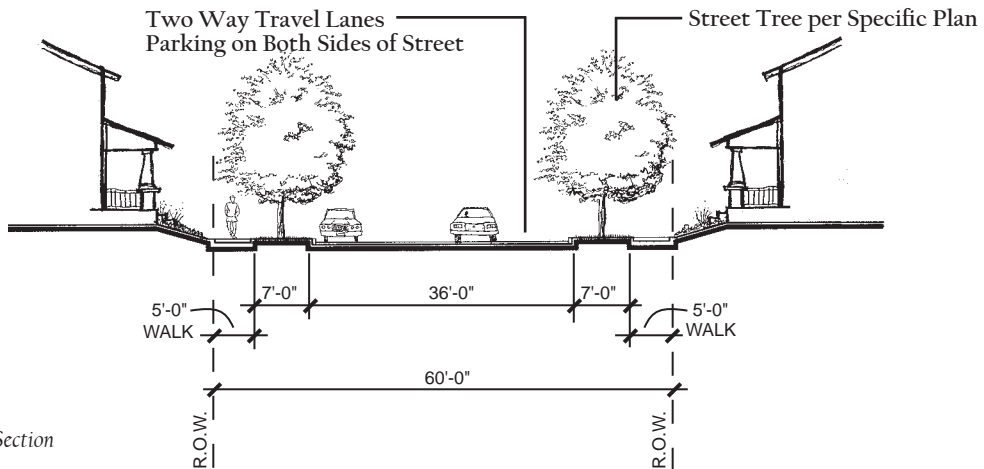 Two Way Travel Lanes
Parking on Both Sides of Street
Street Tree per Specific Plan
7'-0"
36'-0"
7'-0"
5'-0"
WALK
5'-0"
WALK
60'-0"
R.O.W.
R.O.W.
Section